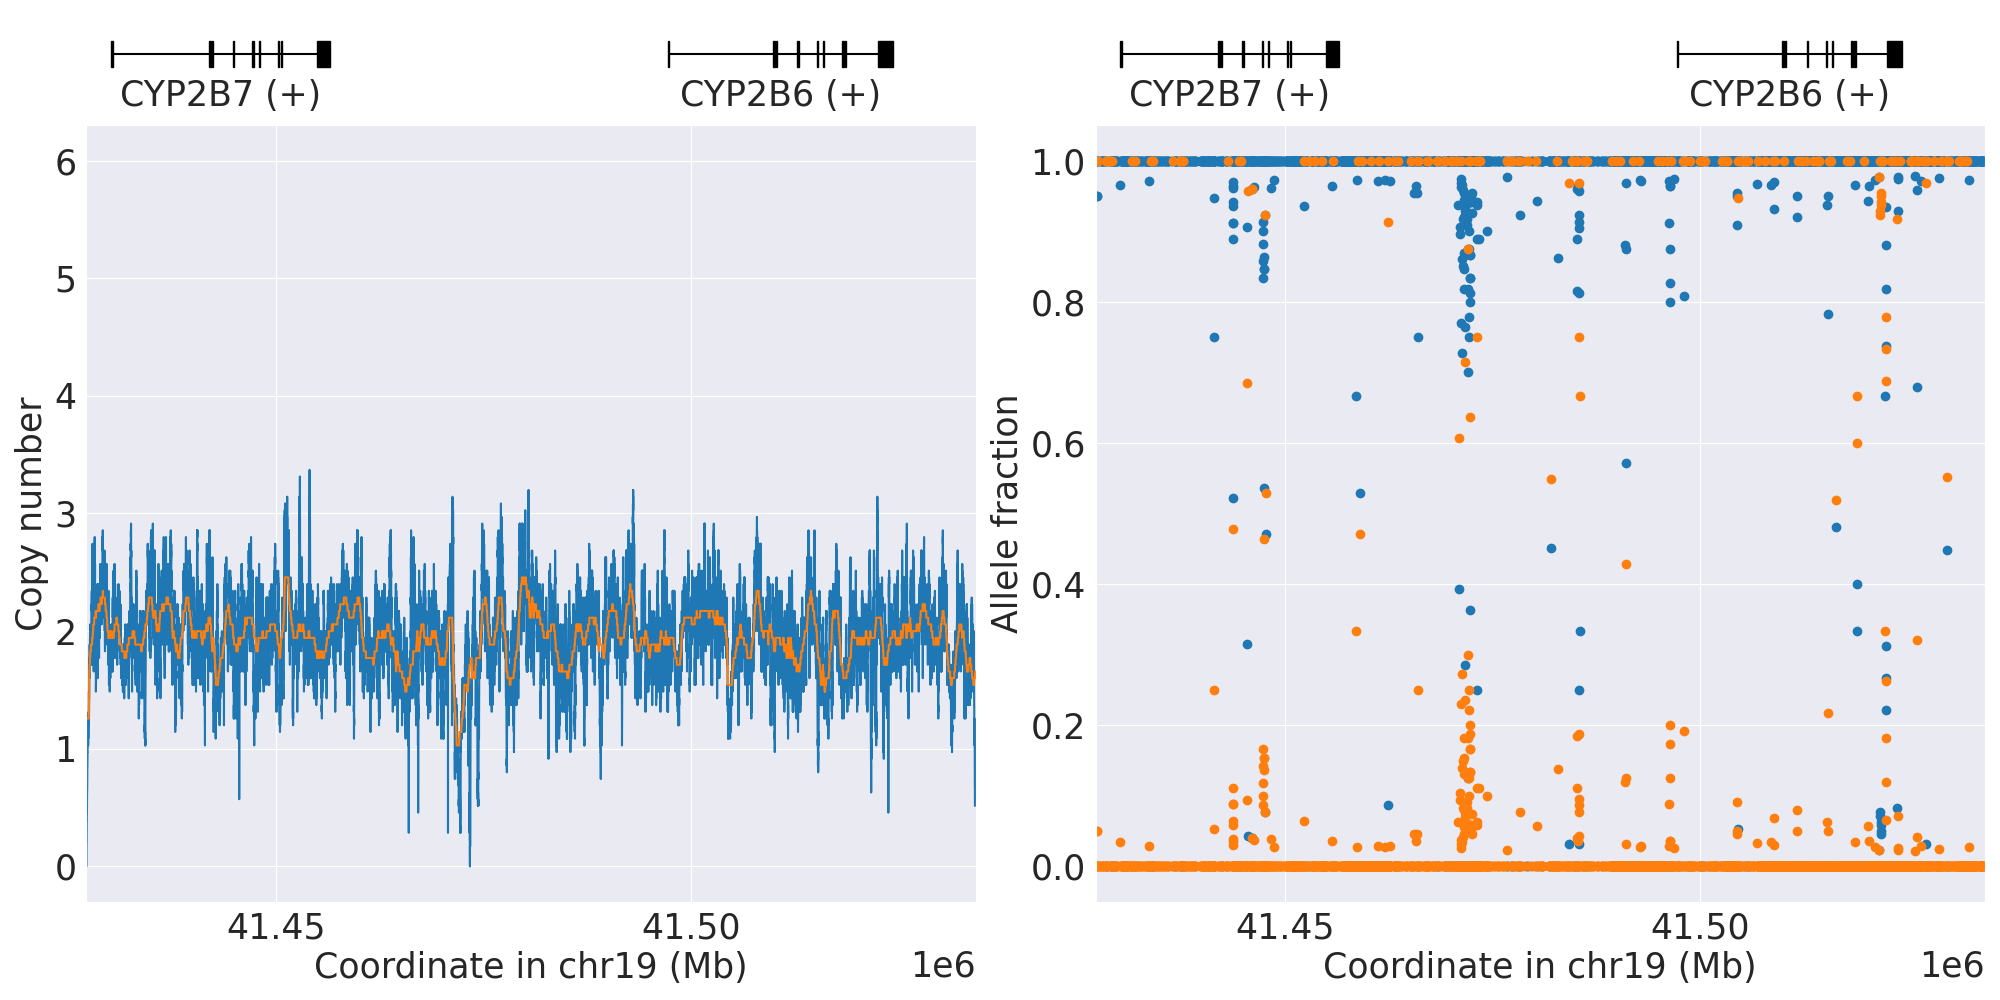 CYP2B7 (+) CYP2B6 (+)
6
5
4
3
2
1
0
Copy number
41.45 41.50
Coordinate in chr19 (Mb) 1e6
CYP2B7 (+) CYP2B6 (+)
1.0
0.8
0.6
0.4
0.2
0.0
Allele fraction
41.45 41.50
Coordinate in chr19 (Mb) 1e6